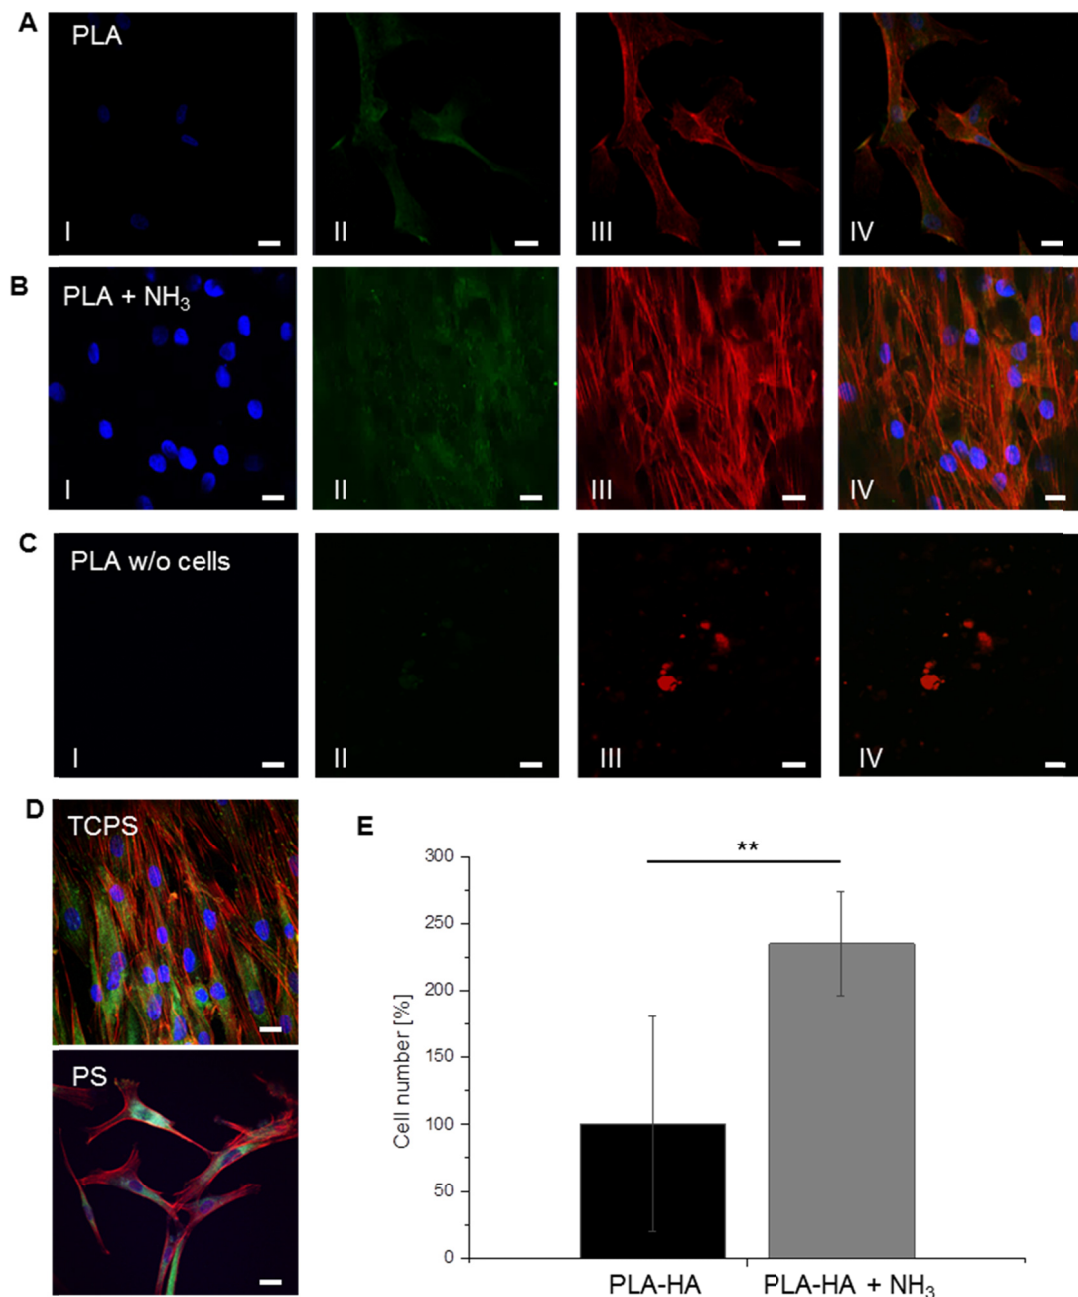 A
PLA
I
II
III
IV
B
PLA + NH₃
I
II
III
IV
C
PLA w/o cells
I
II
III
IV
D
TCPS
PS
E
**
300
250
200
150
100
50
0
Cell number [%]
PLA-HA
PLA-HA + NH₃